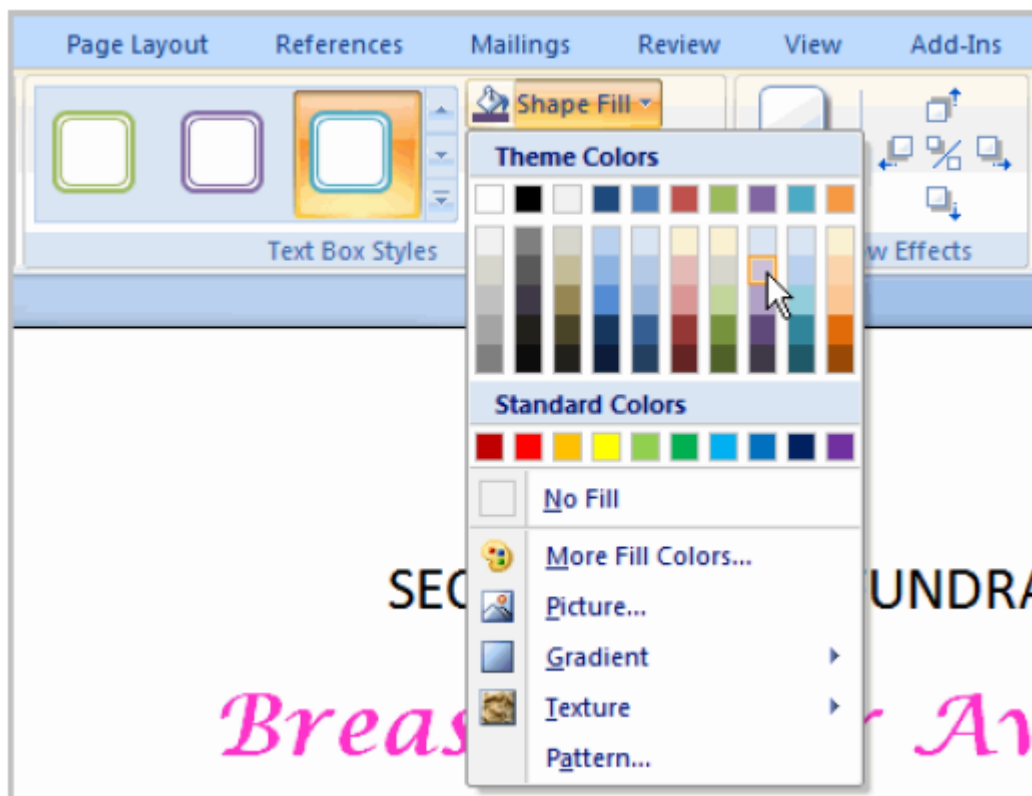 Page Layout References Mailings Review View Add-Ins
Shape Fill
Theme Colors
Text Box Styles
w Effects
Standard Colors
No Fill
More Fill Colors...
SEC UNDRA
Picture...
Gradient
Texture
Breas r Aw
Pattern...